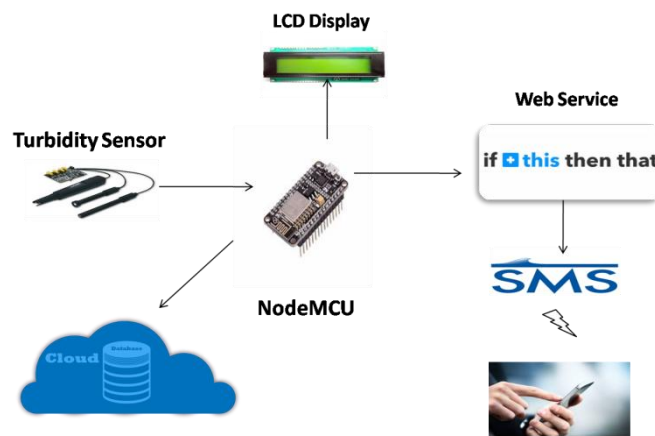 LCD Display
Web Service
Turbidity Sensor
if + this then that
SMS
NodeMCU
Cloud
Database